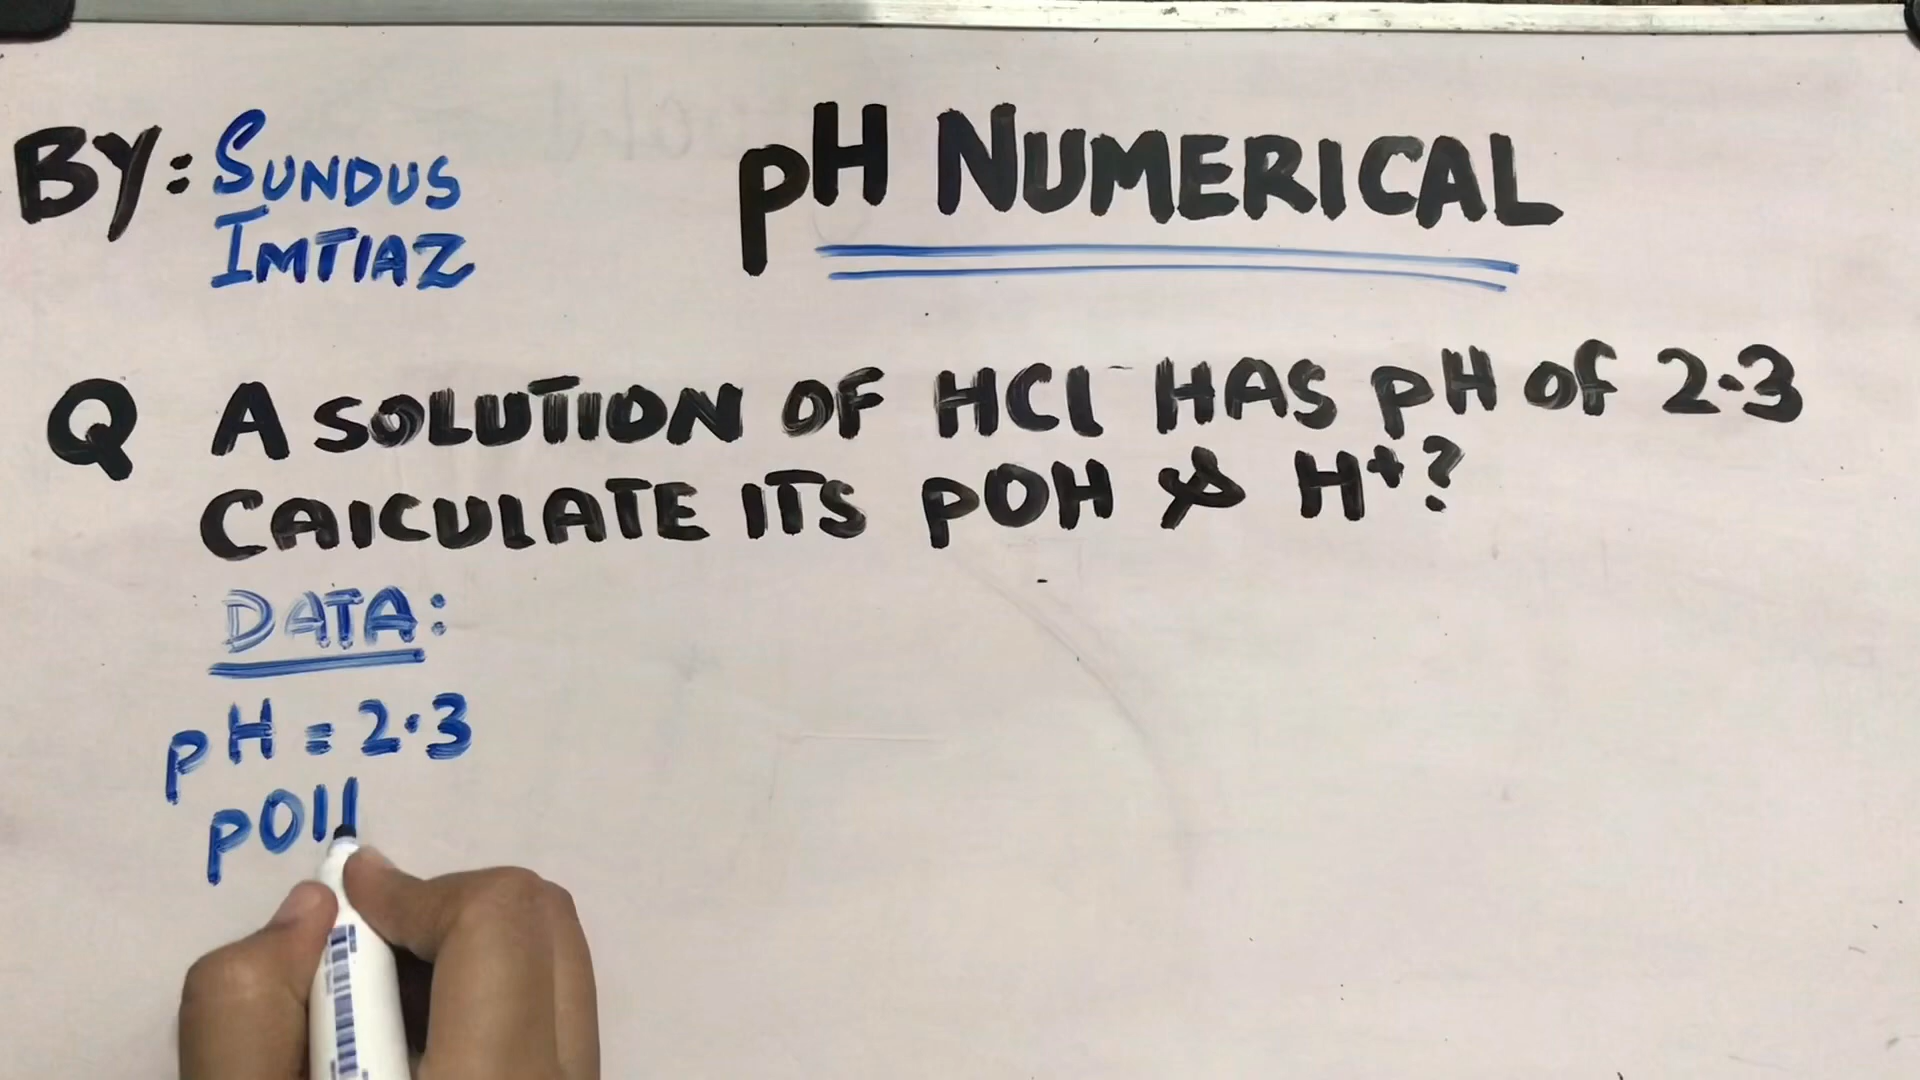 BY: SUNDUS IMTIAZ
pH NUMERICAL
Q A SOLUTION OF HCl HAS pH of 2.3
CALCULATE ITS pOH & H+?
DATA:
pH = 2.3
pOH